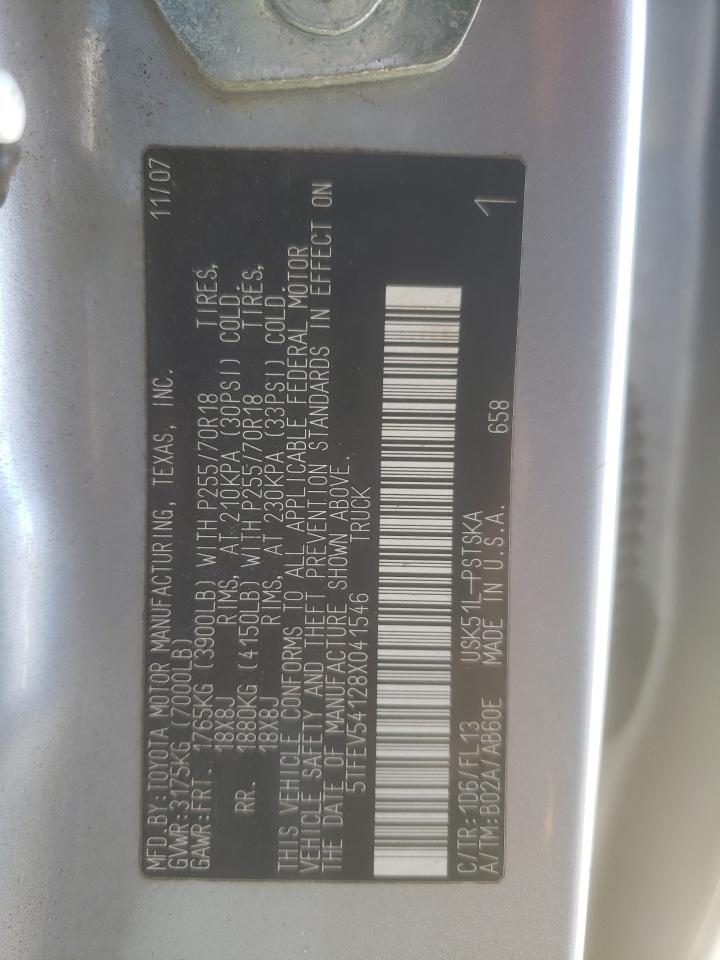 MFD.BY:TOYOTA MOTOR MANUFACTURING, TEXAS, INC. 11/07
GVWR:3175KG (7000LB)
GAWR:FRT. 1765KG (3900LB) WITH P255/70R18 TIRES,
18X8J RIMS, AT 210KPA (30PSI) COLD.
RR. 1880KG (4150LB) WITH P255/70R18 TIRES,
18X8J RIMS, AT 230KPA (33PSI) COLD.
THIS VEHICLE CONFORMS TO ALL APPLICABLE FEDERAL MOTOR
VEHICLE SAFETY AND THEFT PREVENTION STANDARDS IN EFFECT ON
THE DATE OF MANUFACTURE SHOWN ABOVE.
5TFEV54128X041546 TRUCK
C/TR:1D6/FL13 USK51L-PSTSKA
A/TM:B02A/AB60E MADE IN U.S.A. 658 1